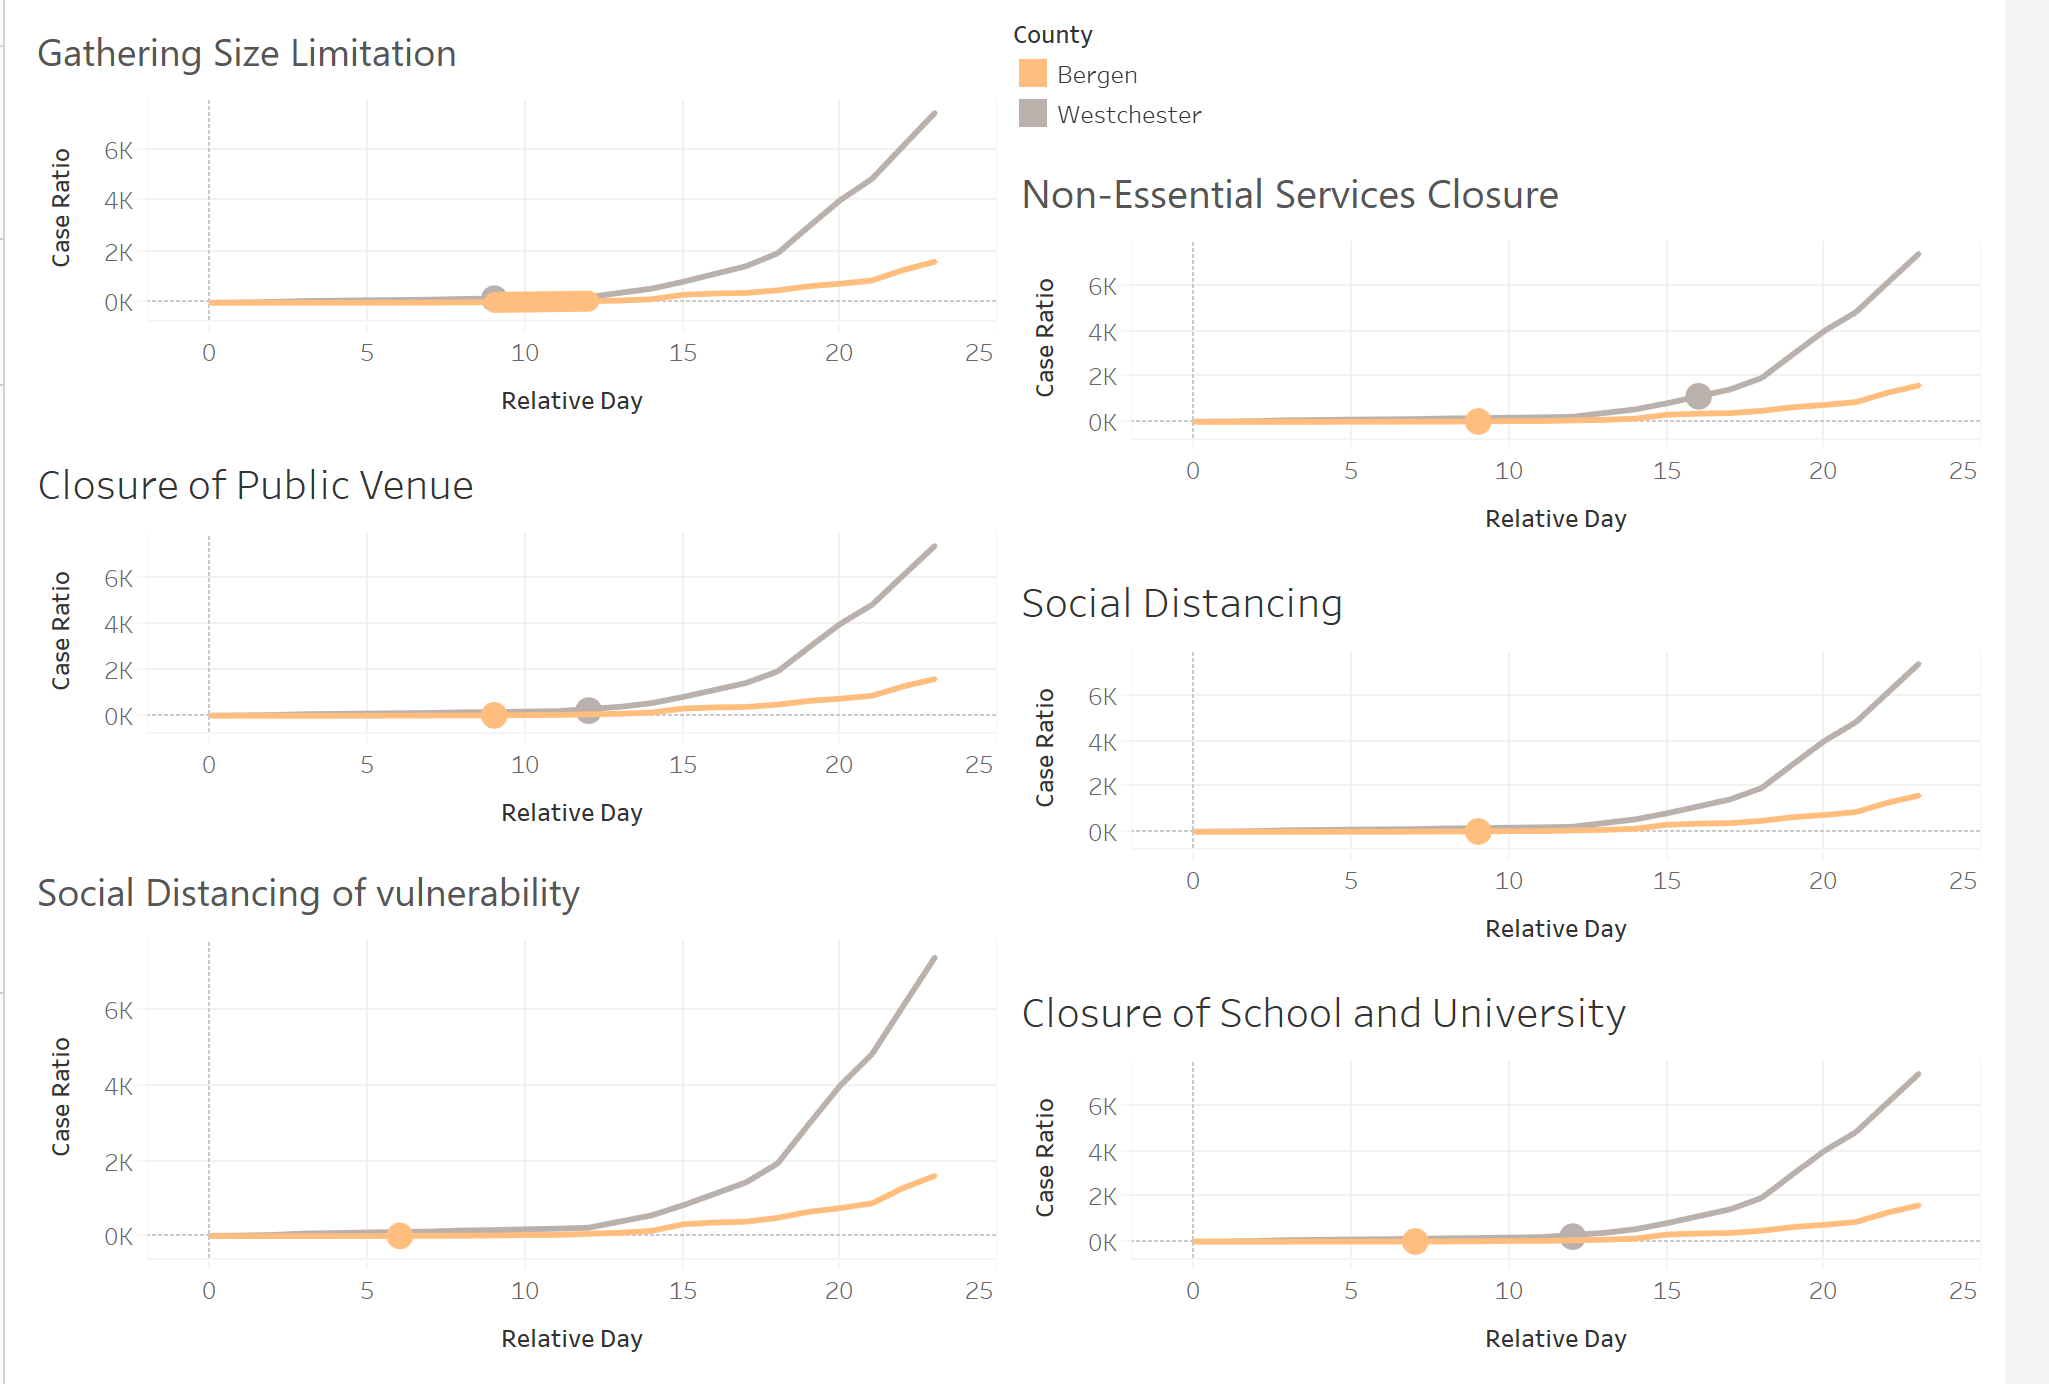 Gathering Size Limitation
Case Ratio
6K
4K
2K
0K
0 5 10 15 20 25
Relative Day
Closure of Public Venue
Case Ratio
6K
4K
2K
0K
0 5 10 15 20 25
Relative Day
Social Distancing of vulnerability
Case Ratio
6K
4K
2K
0K
0 5 10 15 20 25
Relative Day
County
Bergen
Westchester
Non-Essential Services Closure
Case Ratio
6K
4K
2K
0K
0 5 10 15 20 25
Relative Day
Social Distancing
Case Ratio
6K
4K
2K
0K
0 5 10 15 20 25
Relative Day
Closure of School and University
Case Ratio
6K
4K
2K
0K
0 5 10 15 20 25
Relative Day